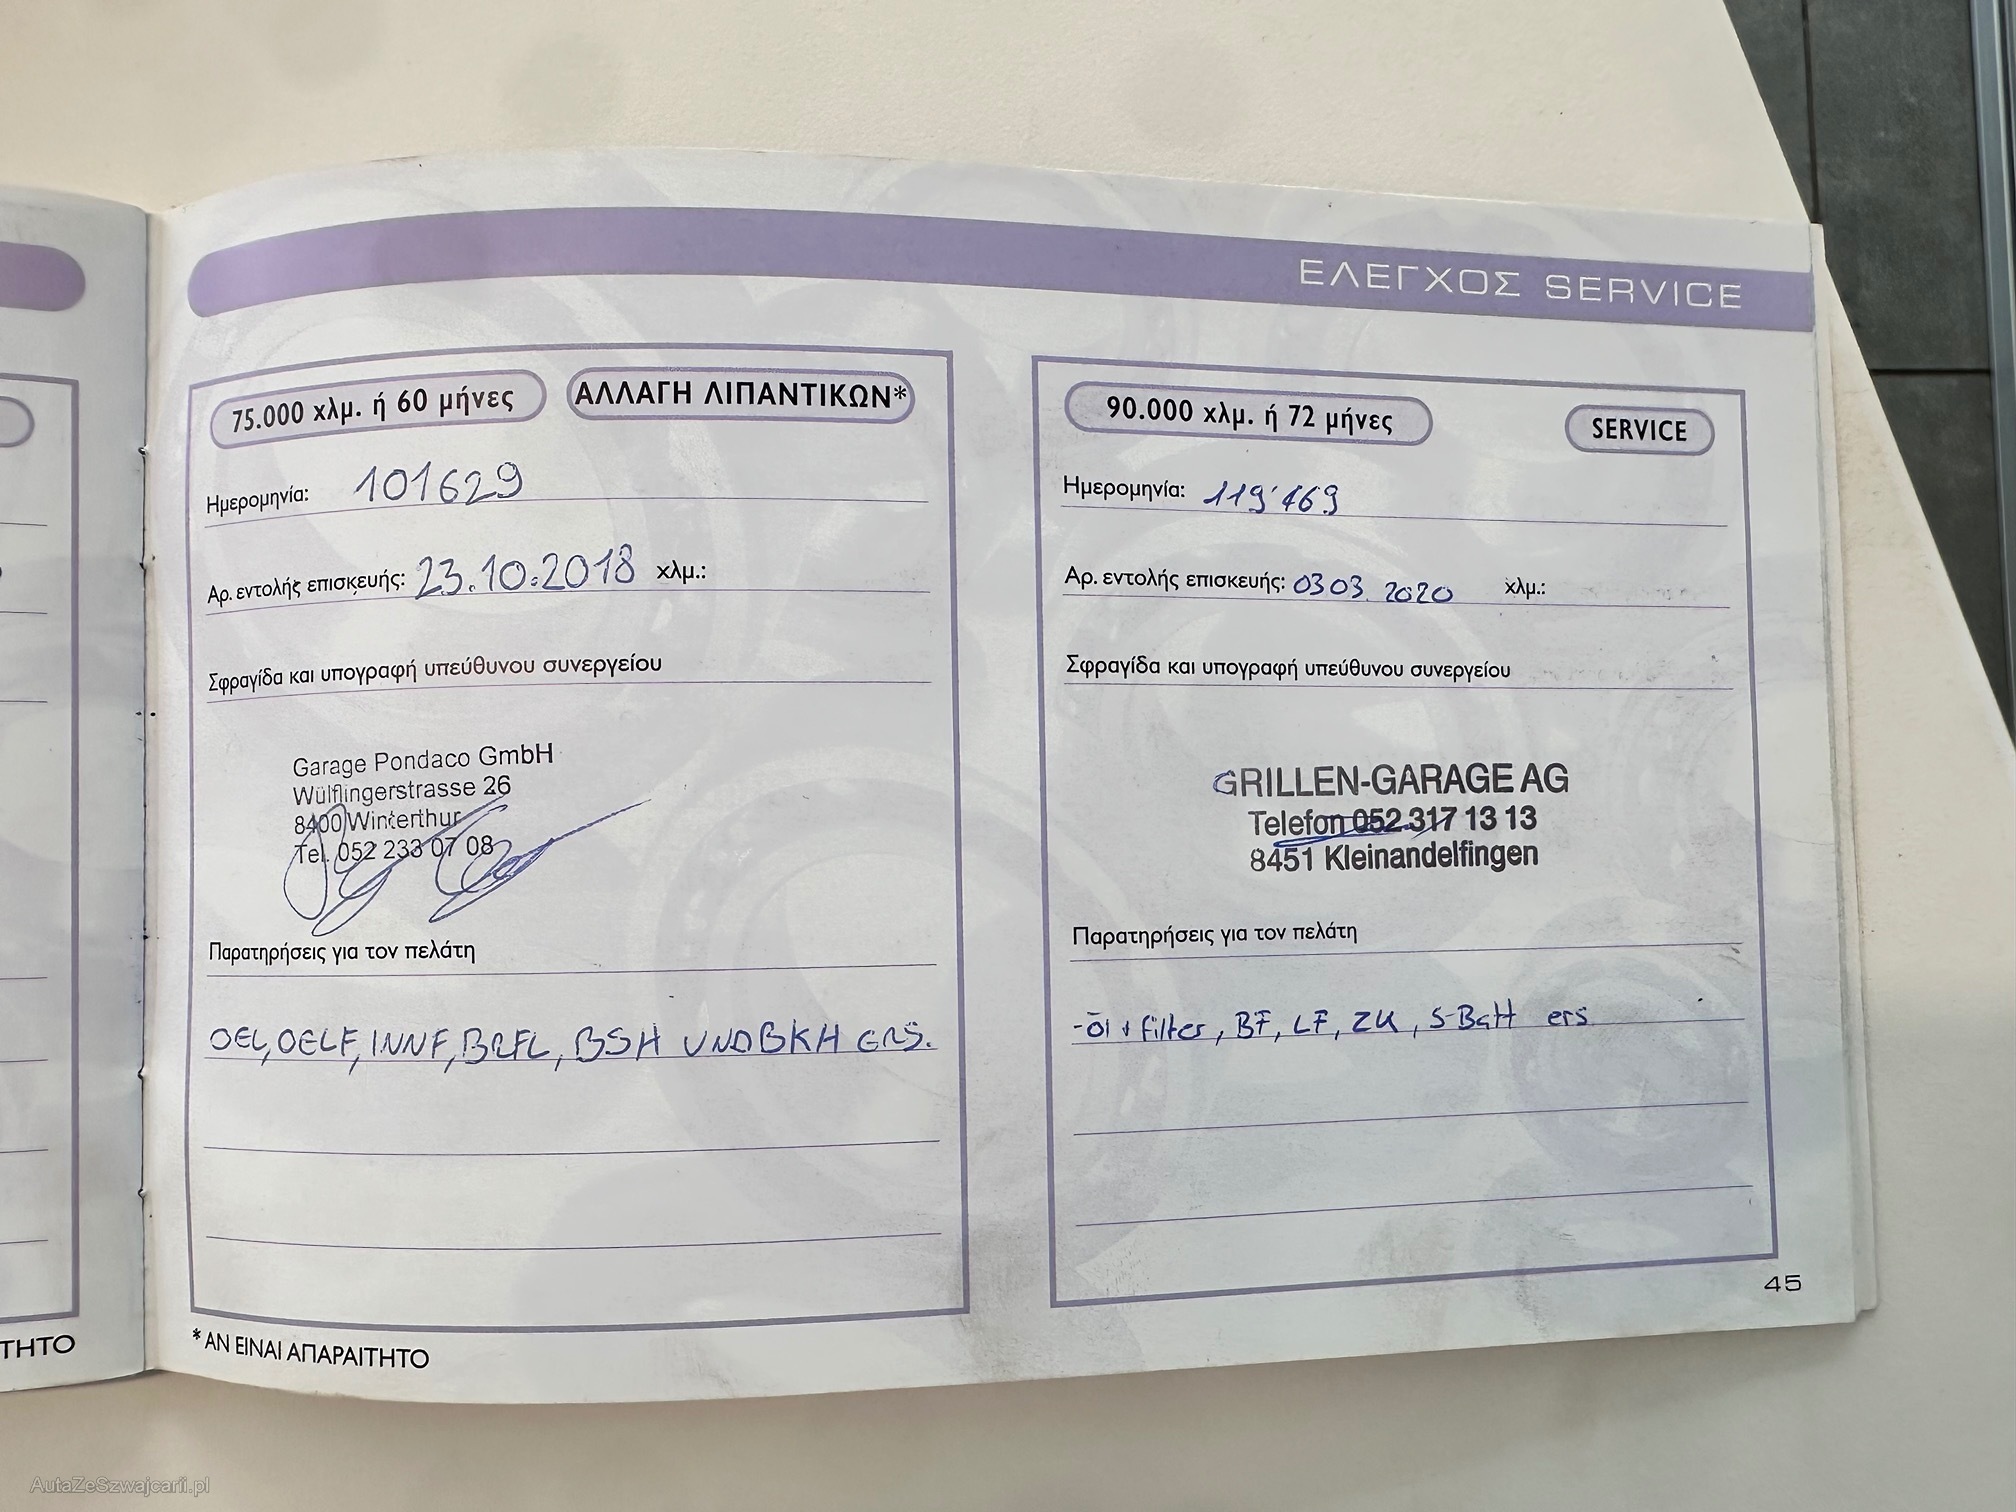 ΕΛΕΓΧΟΣ SERVICE
75.000 χλμ. ή 60 μήνες
ΑΛΛΑΓΗ ΛΙΠΑΝΤΙΚΩΝ*
Ημερομηνία: 101629
Αρ. εντολής επισκευής: 23.10.2018 χλμ.:
Σφραγίδα και υπογραφή υπεύθυνου συνεργείου
Garage Pondaco GmbH
Wülflingerstrasse 26
8400 Winterthur
Tel. 052 233 07 08
Παρατηρήσεις για τον πελάτη
OEL, OELF, INNF, BRFL, BSH UND BKH ERS.
* ΑΝ ΕΙΝΑΙ ΑΠΑΡΑΙΤΗΤΟ
90.000 χλμ. ή 72 μήνες
SERVICE
Ημερομηνία:
Αρ. εντολής επισκευής: 03 03. 2020 χλμ.:
Σφραγίδα και υπογραφή υπεύθυνου συνεργείου
GRILLEN-GARAGE AG
Telefon 052 317 13 13
8451 Kleinandelfingen
Παρατηρήσεις για τον πελάτη
-Öl + filter, BF, LF, ZK, S-Batt ers
45
ΤΗΤΟ
AutaZeSzwajcarii.pl